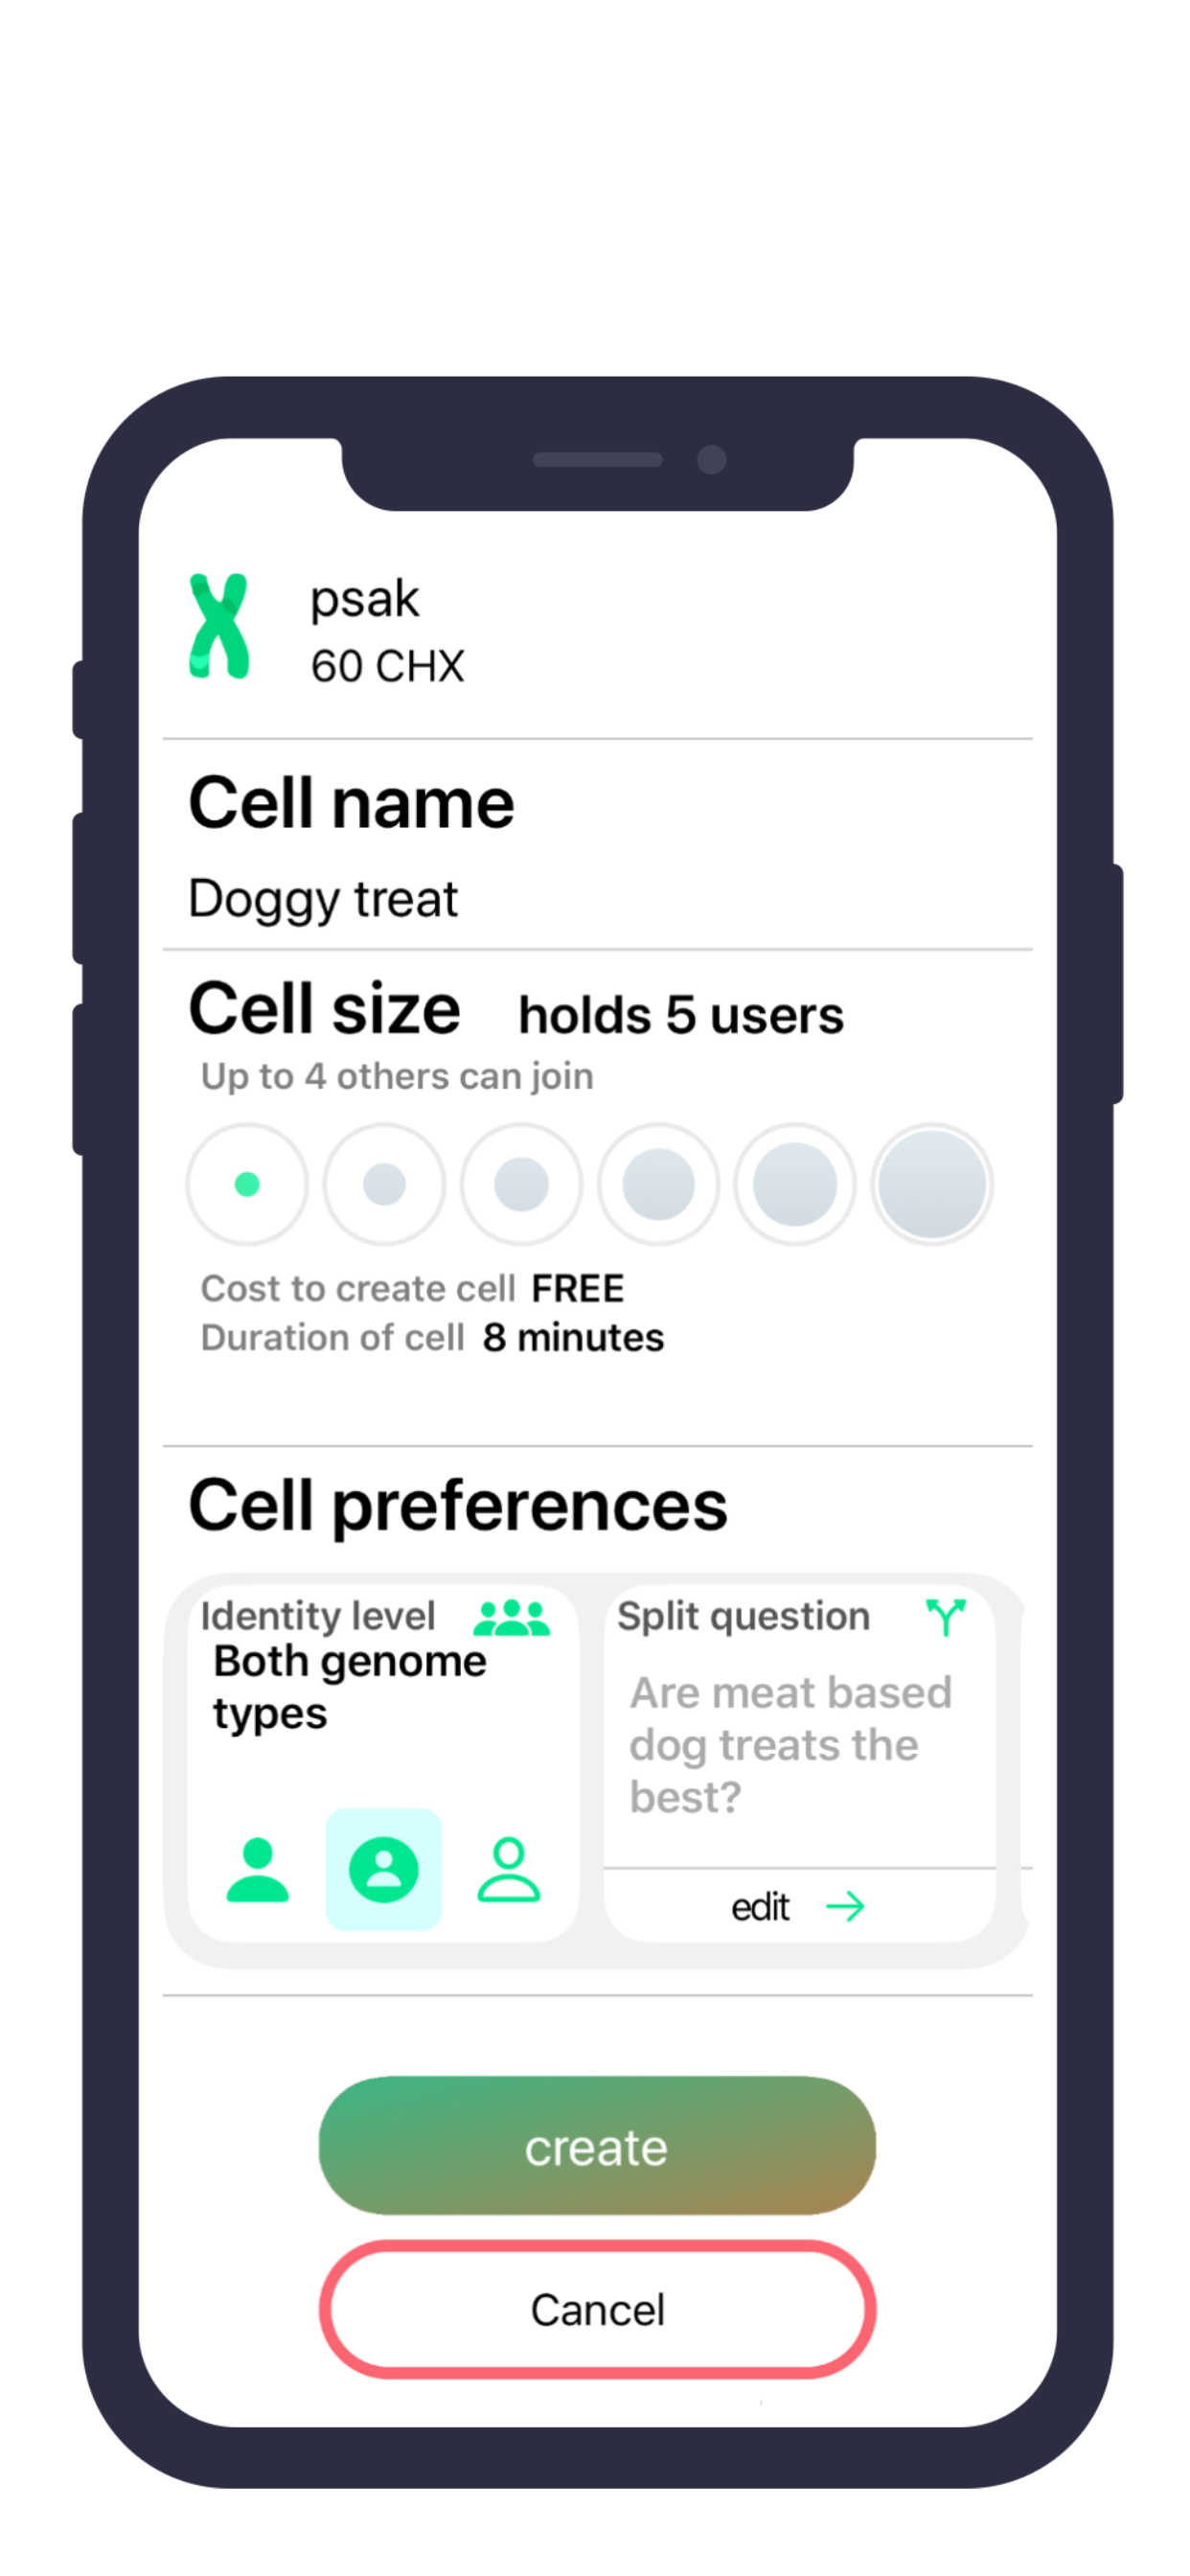 psak
60 CHX
Cell name
Doggy treat
Cell size holds 5 users
Up to 4 others can join
Cost to create cell FREE
Duration of cell 8 minutes
Cell preferences
Identity level
Both genome
types
Split question
Are meat based
dog treats the
best?
edit
create
Cancel